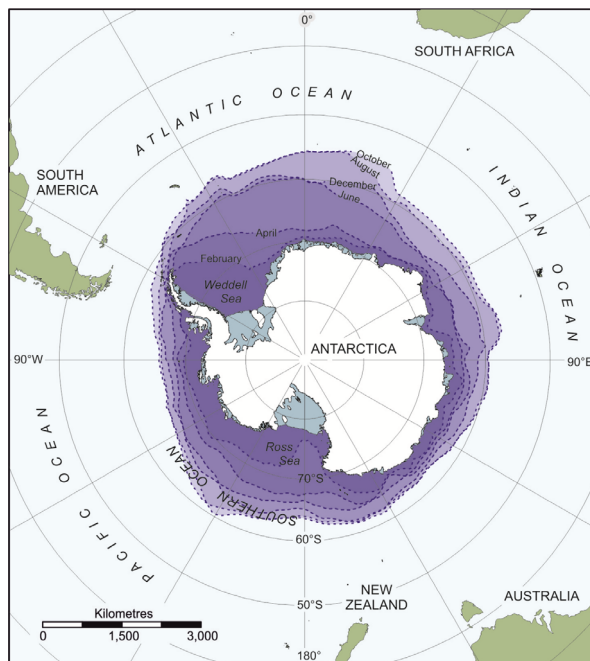 0°
SOUTH AFRICA
ATLANTIC OCEAN
INDIAN OCEAN
SOUTH
AMERICA
October
August
December
June
April
February
Weddell
Sea
90°W
ANTARCTICA
90°E
Ross
Sea
70°S
SOUTHERN OCEAN
PACIFIC OCEAN
60°S
50°S
NEW
ZEALAND
AUSTRALIA
Kilometres
0 1,500 3,000
180°